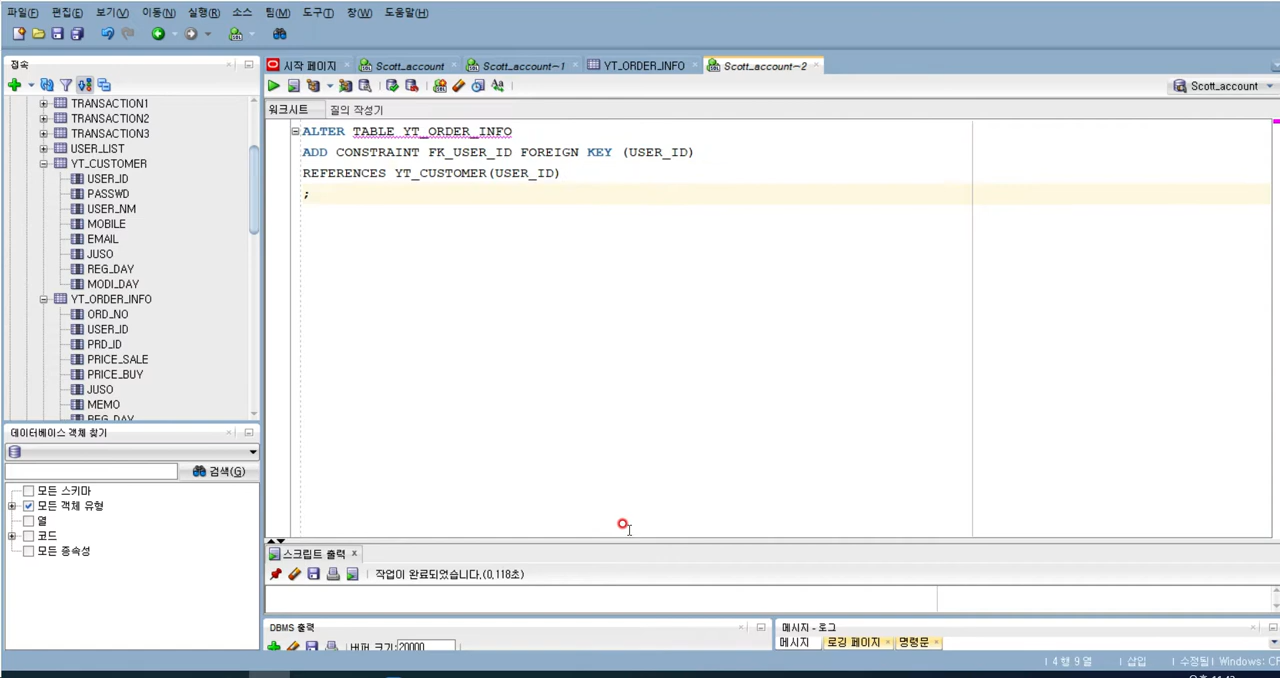 파일(F) 편집(E) 보기(V) 이동(N) 실행(R) 소스 팀(M) 도구(T) 창(W) 도움말(H)
접속
시작 페이지 Scott_account Scott_account~1 YT_ORDER_INFO Scott_account~2
Scott_account
워크시트 질의 작성기
TRANSACTION1
TRANSACTION2
TRANSACTION3
USER_LIST
YT_CUSTOMER
USER_ID
PASSWD
USER_NM
MOBILE
EMAIL
JUSO
REG_DAY
MODI_DAY
YT_ORDER_INFO
ORD_NO
USER_ID
PRD_ID
PRICE_SALE
PRICE_BUY
JUSO
MEMO
REG_DAY
ALTER TABLE YT_ORDER_INFO
ADD CONSTRAINT FK_USER_ID FOREIGN KEY (USER_ID)
REFERENCES YT_CUSTOMER(USER_ID)
;
데이터베이스 객체 찾기
검색(G)
모든 스키마
모든 객체 유형
열
코드
모든 종속성
스크립트 출력
작업이 완료되었습니다.(0,118초)
DBMS 출력
버퍼 크기:20000
메시지 - 로그
메시지 로깅 페이지 명령문
4 행 9 열 삽입 수정됨 Windows: CF